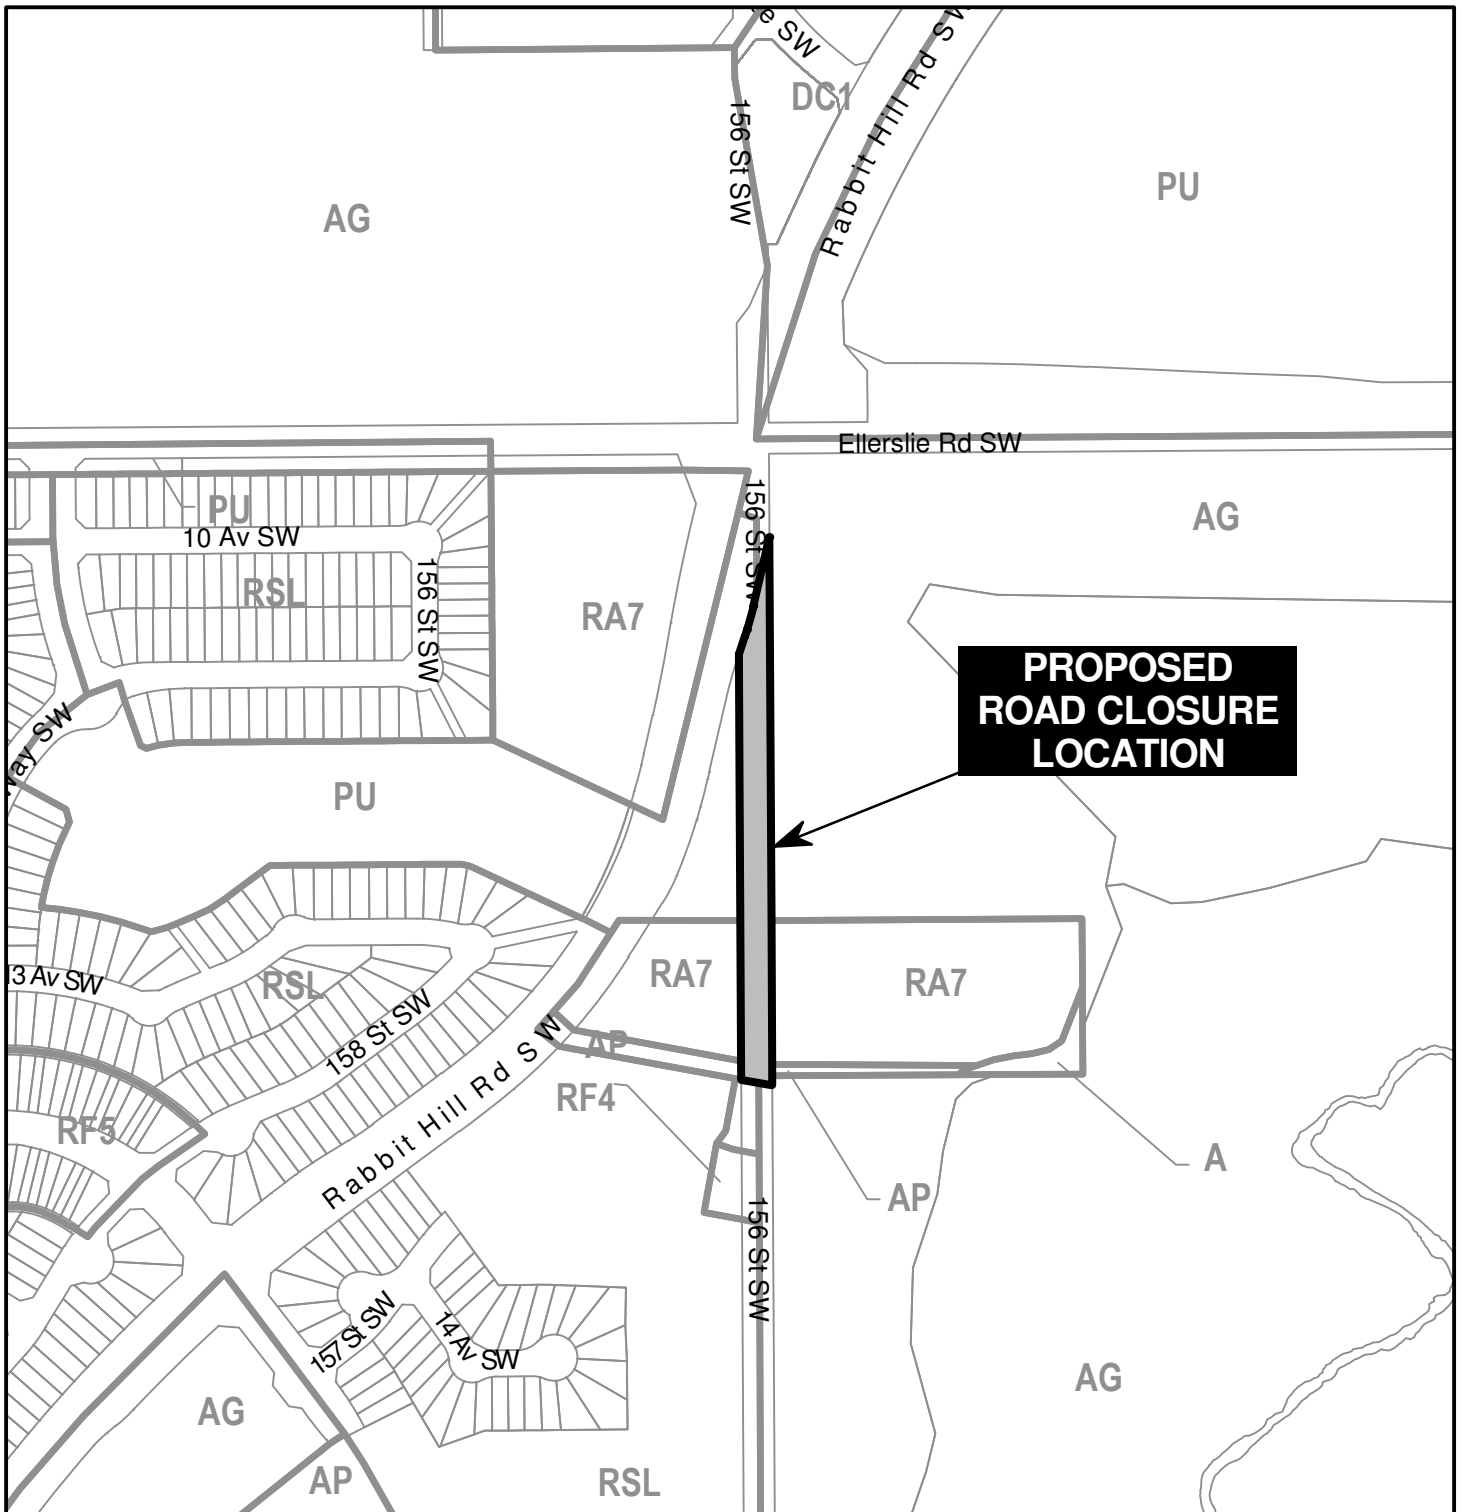 e SW
Rabbit Hill Rd SW
DC1
156 St SW
PU
AG
Ellerslie Rd SW
PU
156 St SW
AG
10 Av SW
156 St SW
RSL
RA7
PROPOSED
ROAD CLOSURE
LOCATION
way SW
PU
RA7
RA7
13 Av SW
RSL
158 St SW
AP
Rabbit Hill Rd SW
RF4
RF5
A
AP
156 St SW
157 St SW
14 Av SW
AG
AG
AP
RSL